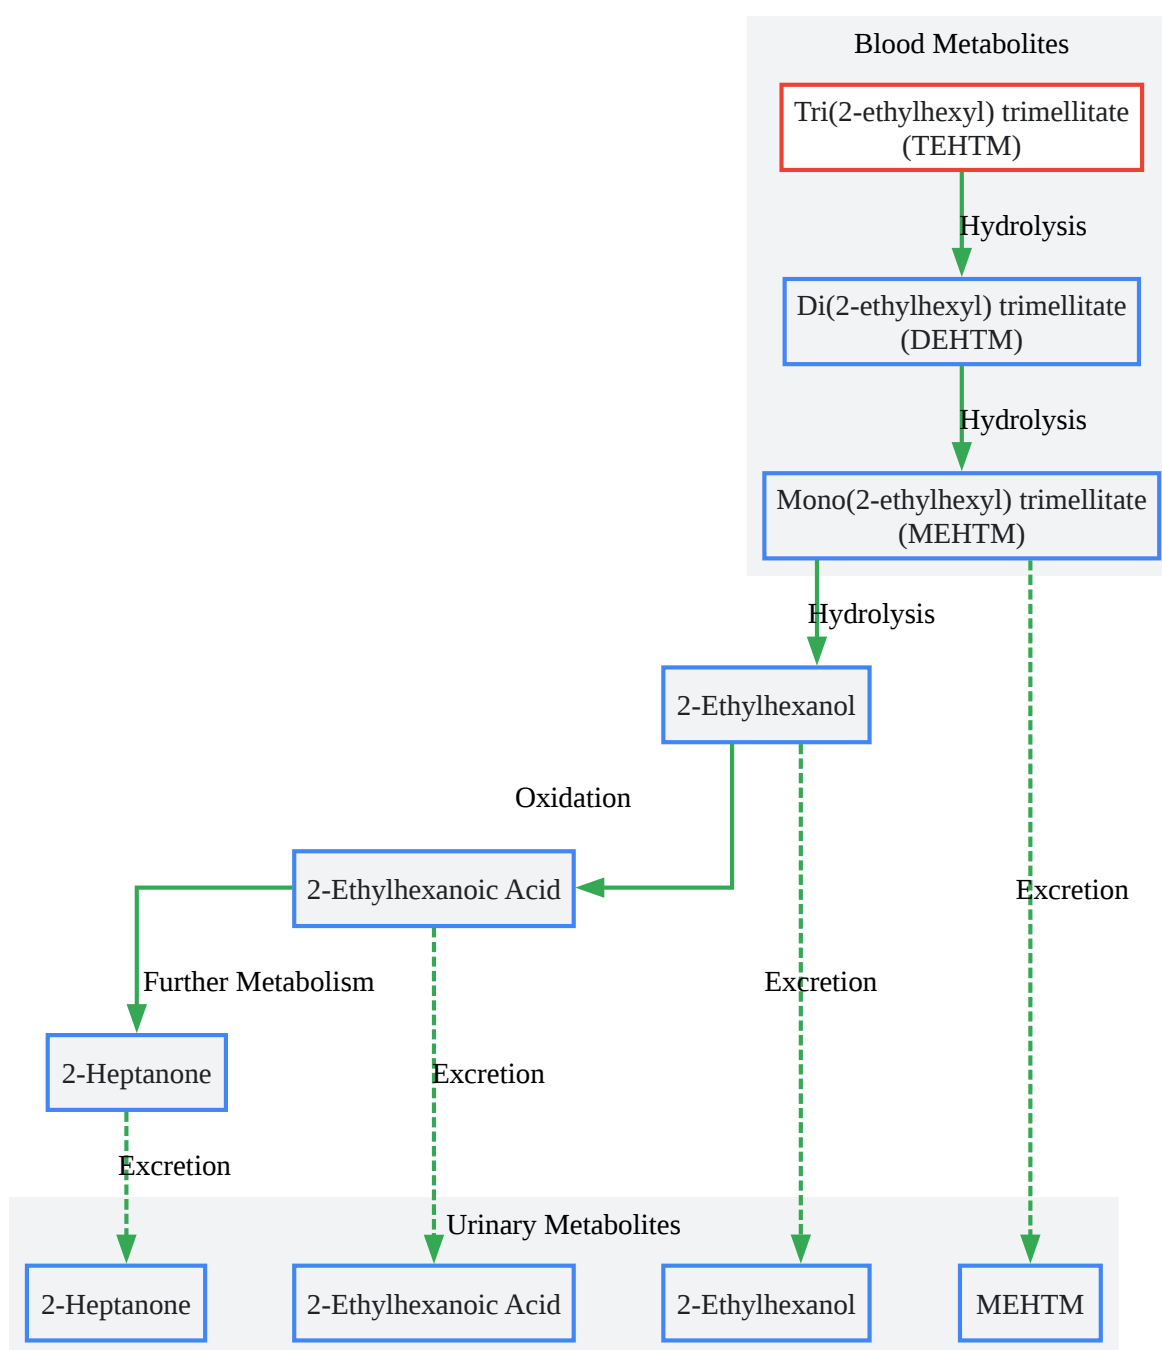 Blood Metabolites
Tri(2-ethylhexyl) trimellitate
(TEHTM)
Hydrolysis
Di(2-ethylhexyl) trimellitate
(DEHTM)
Hydrolysis
Mono(2-ethylhexyl) trimellitate
(MEHTM)
Hydrolysis
2-Ethylhexanol
Oxidation
2-Ethylhexanoic Acid
Excretion
Further Metabolism
Excretion
2-Heptanone
Excretion
Excretion
Urinary Metabolites
2-Heptanone
2-Ethylhexanoic Acid
2-Ethylhexanol
MEHTM